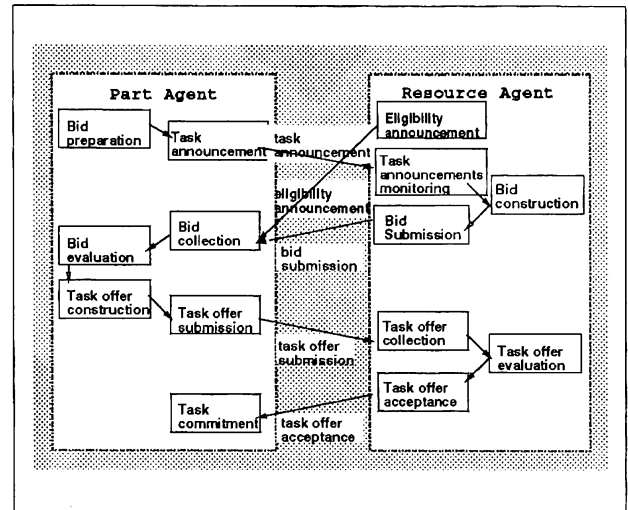 Part Agent
Resource Agent
Bid
preparation
Task
announcement
task
announcement
Eligibility
announcement
Task
announcements
monitoring
Bid
construction
eligibility
announcement
Bid
collection
Bid
Submission
Bid
evaluation
bid
submission
Task offer
construction
Task offer
submission
task offer
submission
Task offer
collection
Task offer
evaluation
Task offer
acceptance
Task
commitment
task offer
acceptance